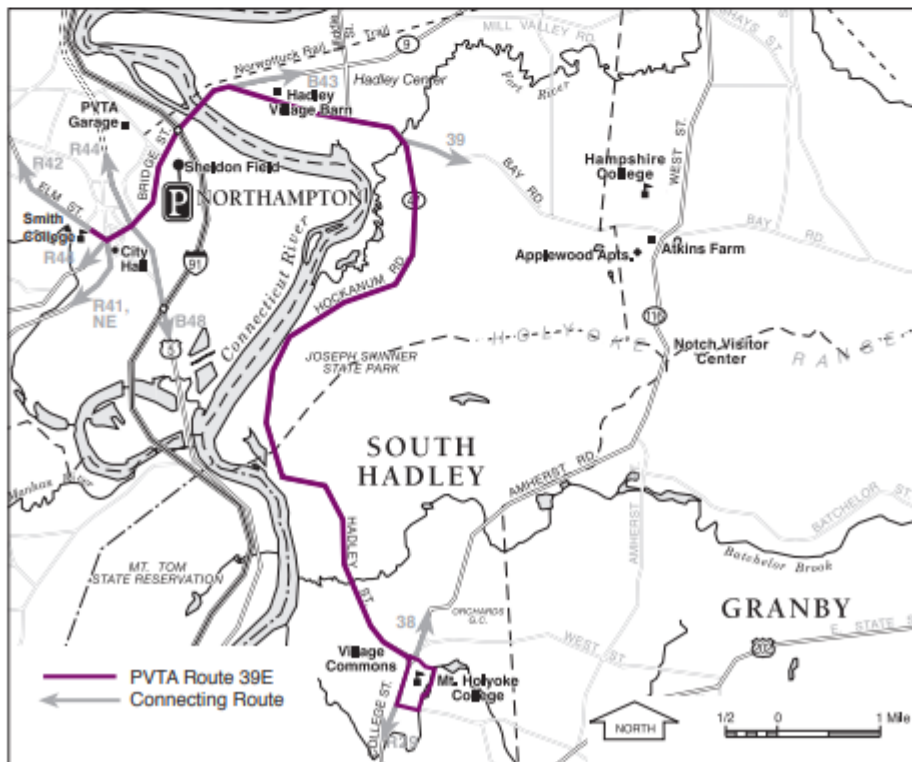 MILL VALLEY RD.
Norwottuck Rail Trail
9
Hadley Center
B43
Hadley
Village Barn
Fort River
PVTA
Garage
R42
R44
BRIDGE ST.
ELM ST.
Sheldon Field
P
NORTHAMPTON
Smith
College
City
Hall
R44
R41,
NE
B48
91
5
Connecticut River
39
BAY RD.
47
HOCKANUM RD.
Hampshire
College
WEST ST.
BAY RD.
Applewood Apts.
Atkins Farm
116
HOLYOKE RANGE
JOSEPH SKINNER
STATE PARK
Notch Visitor
Center
SOUTH
HADLEY
AMHERST RD.
AMHERST
BATCHELOR ST.
Batchelor Brook
Manhan River
MT. TOM
STATE RESERVATION
HADLEY ST.
ORCHARDS
G.C.
38
GRANBY
E. STATE S
202
WEST ST.
Village
Commons
Mt. Holyoke
College
COLLEGE ST.
R29
PVTA Route 39E
Connecting Route
NORTH
1/2 0 1 Mile